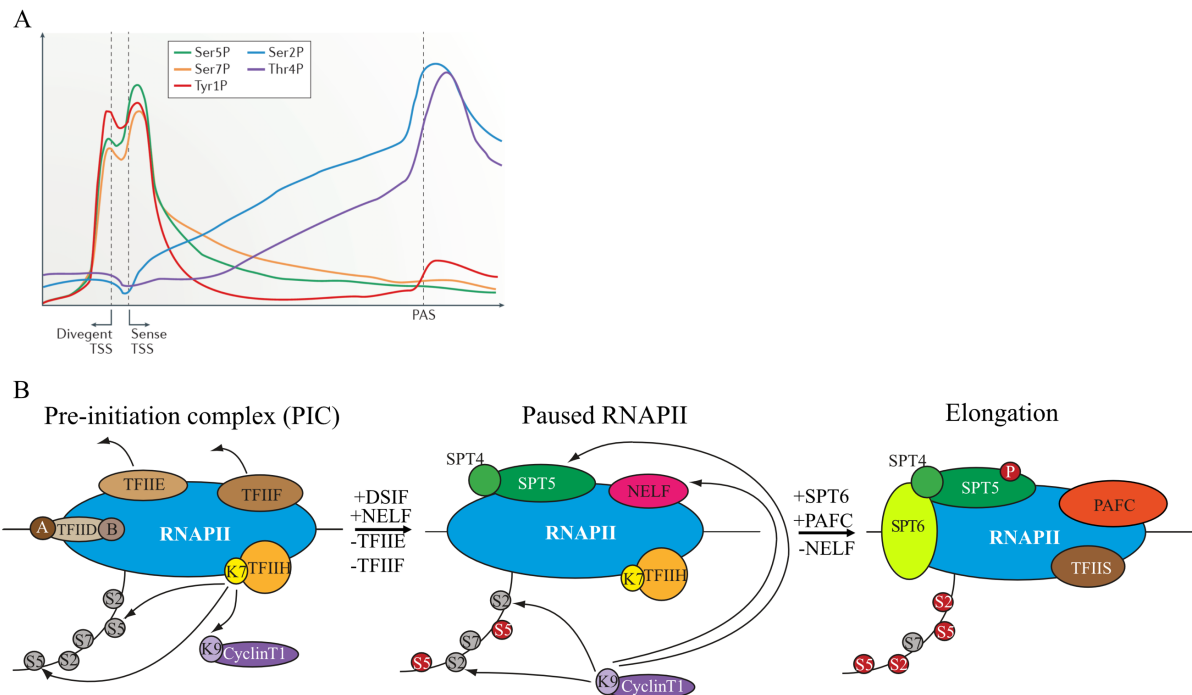 A
Ser5P Ser2P
Ser7P Thr4P
Tyr1P
Divegent Sense
TSS TSS
PAS
B
Pre-initiation complex (PIC)
Paused RNAPII
Elongation
TFIIE
TFIIF
A TFIID B
RNAPII
K7 TFIIH
S2
S5
S7
S2
S5
K9 CyclinT1
+DSIF
+NELF
-TFIIE
-TFIIF
SPT4
SPT5
NELF
RNAPII
K7 TFIIH
S2
S5
S7
S2
S5
K9 CyclinT1
+SPT6
+PAFC
-NELF
SPT4
P
SPT5
PAFC
SPT6
RNAPII
TFIIS
S2
S5
S7
S2
S5